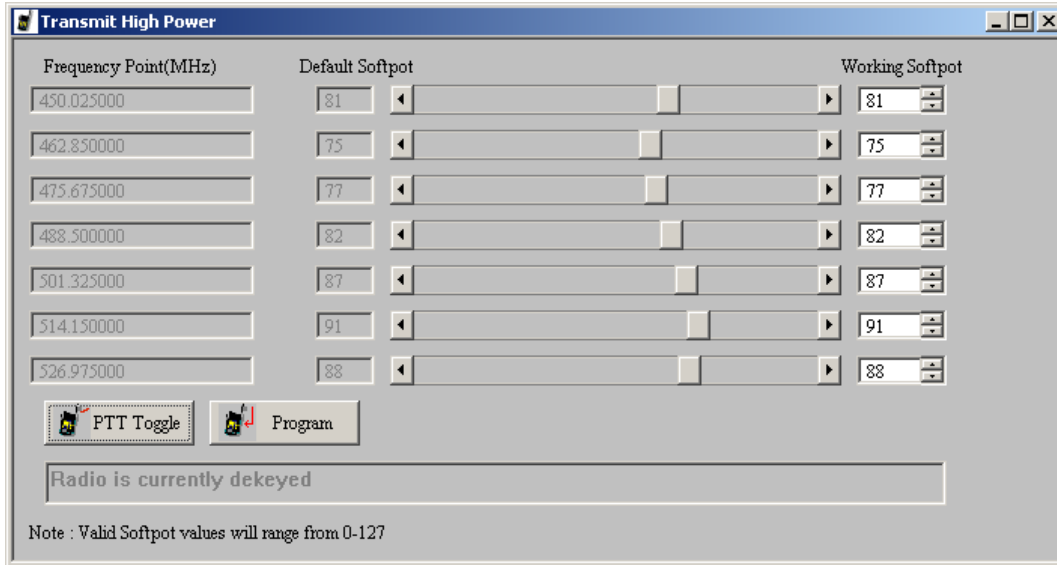 Transmit High Power
Frequency Point(MHz) Default Softpot Working Softpot
450.025000 81 81
462.850000 75 75
475.675000 77 77
488.500000 82 82
501.325000 87 87
514.150000 91 91
526.975000 88 88
PTT Toggle Program
Radio is currently dekeyed
Note : Valid Softpot values will range from 0-127